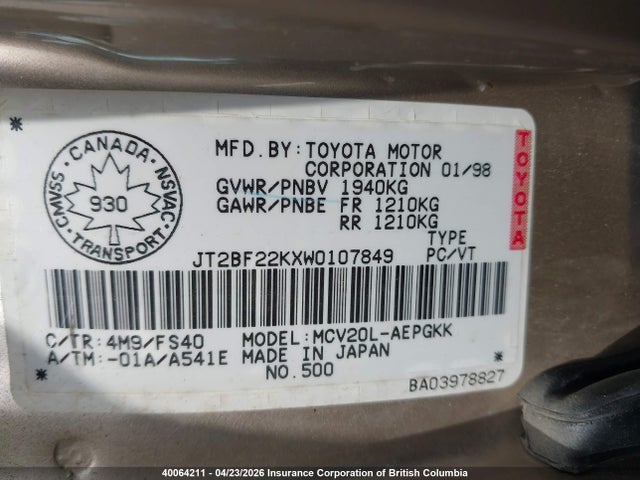 MFD.BY: TOYOTA MOTOR
CORPORATION 01/98
GVWR/PNBV 1940KG
GAWR/PNBE FR 1210KG
RR 1210KG
CANADA
CMVSS NSVAC
930
TRANSPORT
TOYOTA
TYPE
JT2BF22KXW0107849 PC/VT
C/TR: 4M9/FS40 MODEL: MCV20L-AEPGKK
A/TM: -01A/A541E MADE IN JAPAN
NO.500
BA03978827
40064211 - 04/23/2026 Insurance Corporation of British Columbia